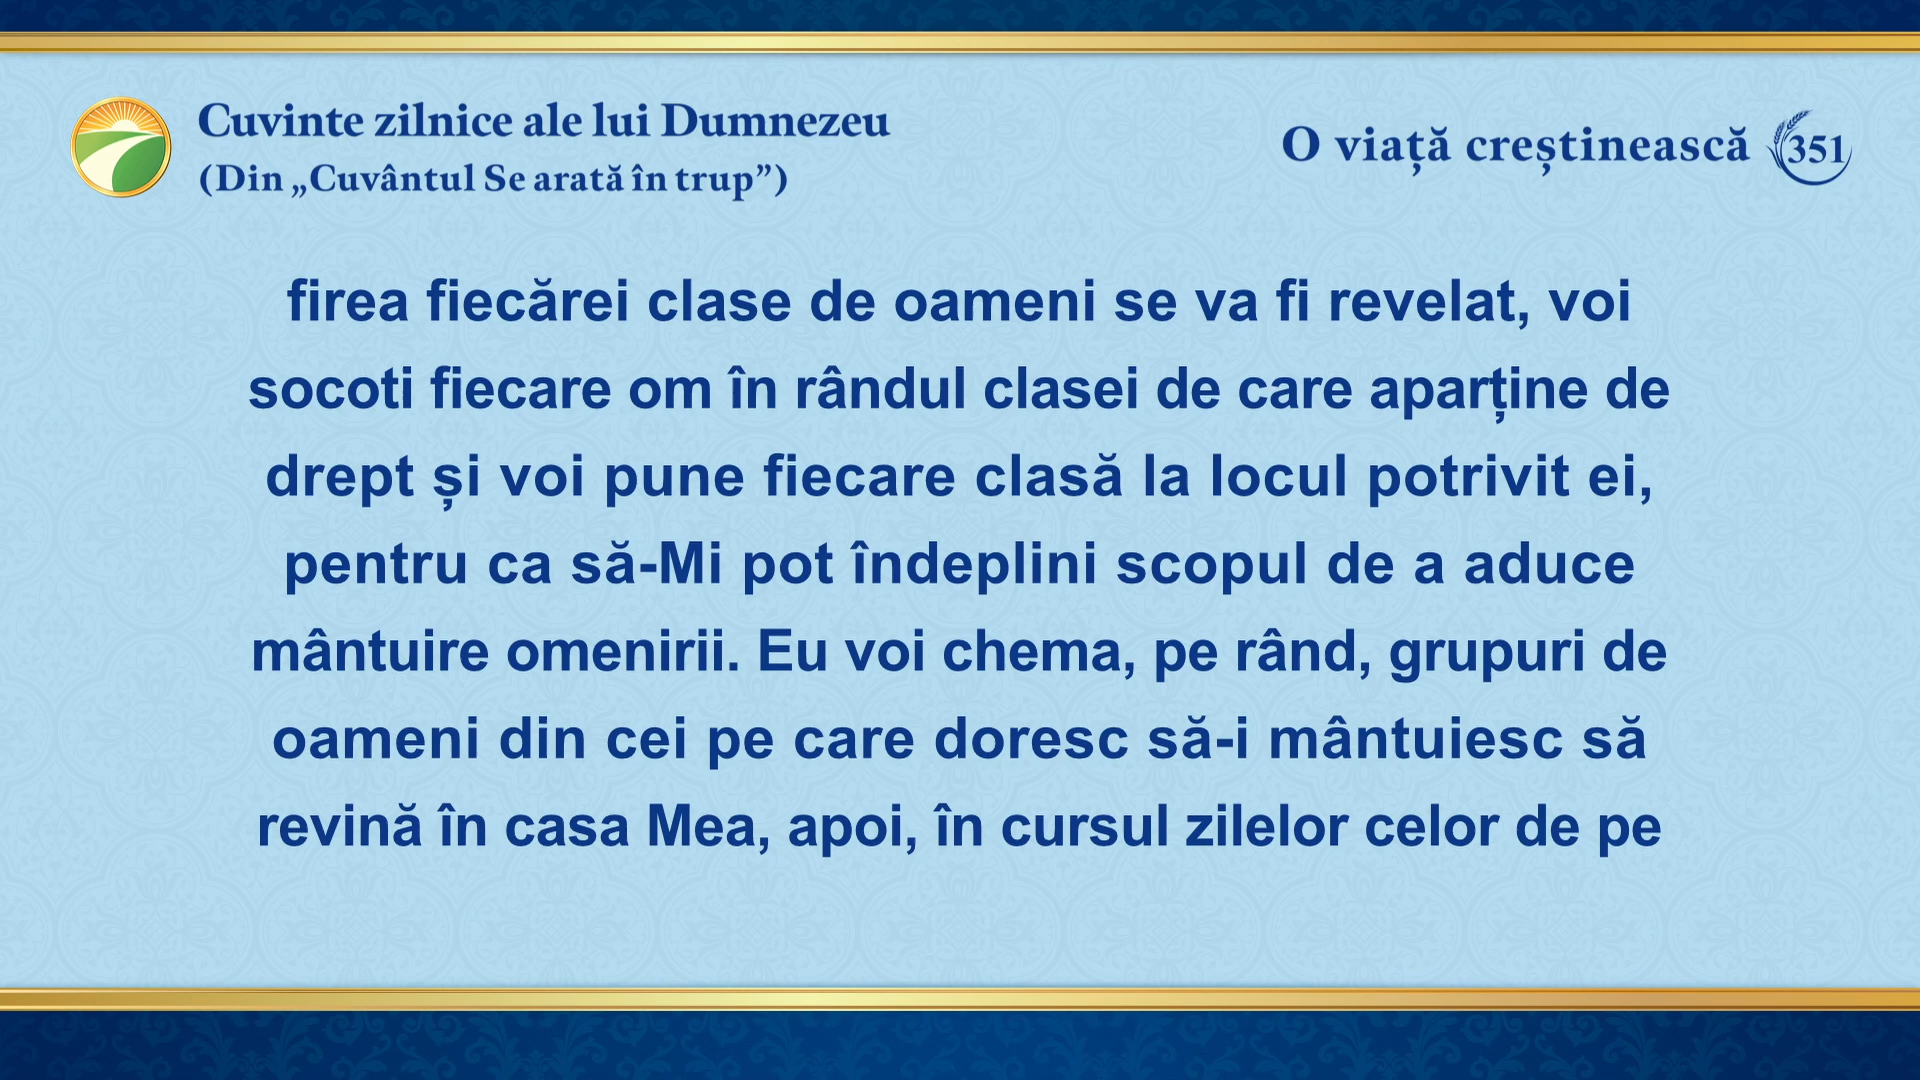 Cuvinte zilnice ale lui Dumnezeu
(Din „Cuvântul Se arată în trup”)
O viață creștinească 351
firea fiecărei clase de oameni se va fi revelat, voi
socoti fiecare om în rândul clasei de care aparține de
drept și voi pune fiecare clasă la locul potrivit ei,
pentru ca să-Mi pot îndeplini scopul de a aduce
mântuire omenirii. Eu voi chema, pe rând, grupuri de
oameni din cei pe care doresc să-i mântuiesc să
revină în casa Mea, apoi, în cursul zilelor celor de pe